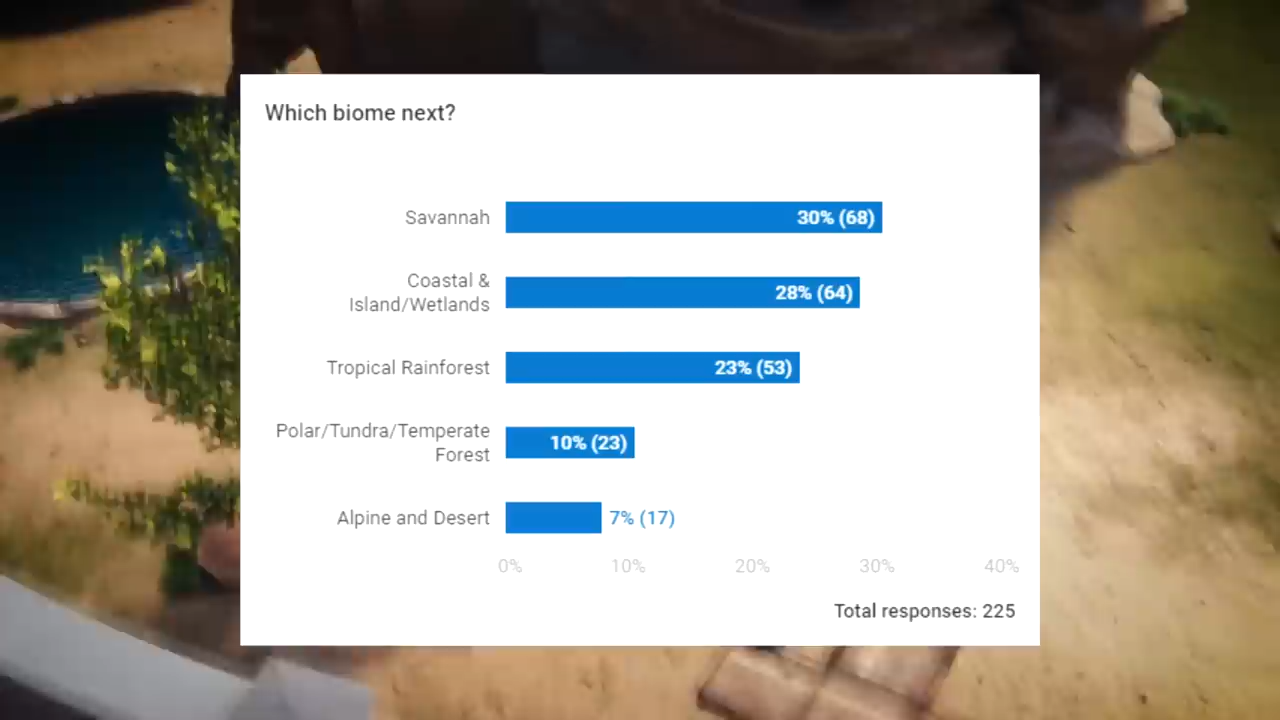 Which biome next?
Savannah
30% (68)
Coastal &
Island/Wetlands
28% (64)
Tropical Rainforest
23% (53)
Polar/Tundra/Temperate
Forest
10% (23)
Alpine and Desert
7% (17)
0% 10% 20% 30% 40%
Total responses: 225